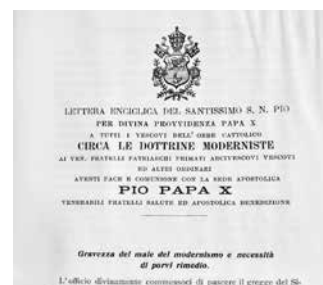 LETTERA ENCICLICA DEL SANTISSIMO S. N. PIO
PER DIVINA PROVVIDENZA PAPA X
A TUTTI I VESCOVI DELL' ORBE CATTOLICO
CIRCA LE DOTTRINE MODERNISTE
AI VEN. FRATELLI PATRIARCHI PRIMATI ARCIVESCOVI VESCOVI
ED ALTRI ORDINARI
AVENTI PACE E COMUNIONE CON LA SEDE APOSTOLICA
PIO PAPA X
VENERABILI FRATELLI SALUTE ED APOSTOLICA BENEDIZIONE
Gravezza del male del modernismo e necessità
di porvi rimedio.
L'officio divinamente commessoci di pascere il gregge del Si-